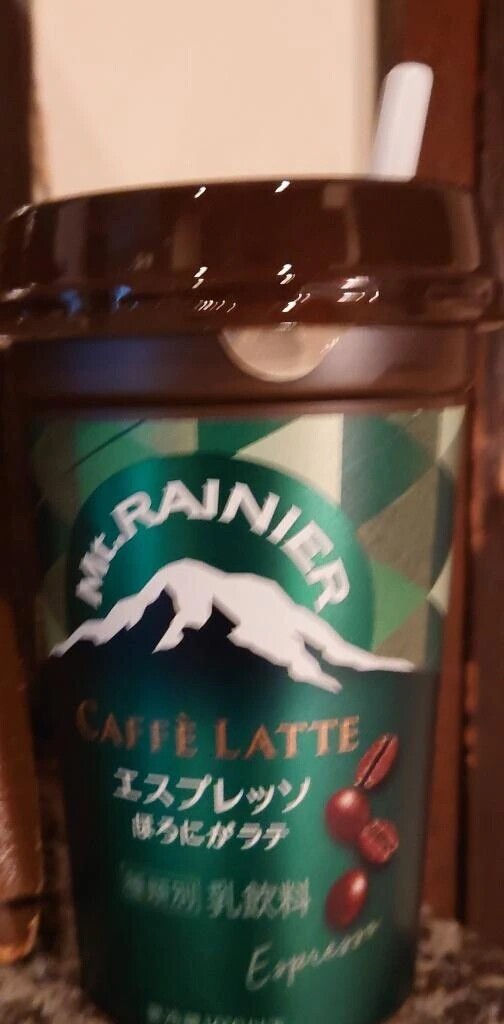 Mt. RAINIER
CAFFÈ LATTE
エスプレッソ
ほろにがラテ
種類別 乳飲料
Espresso